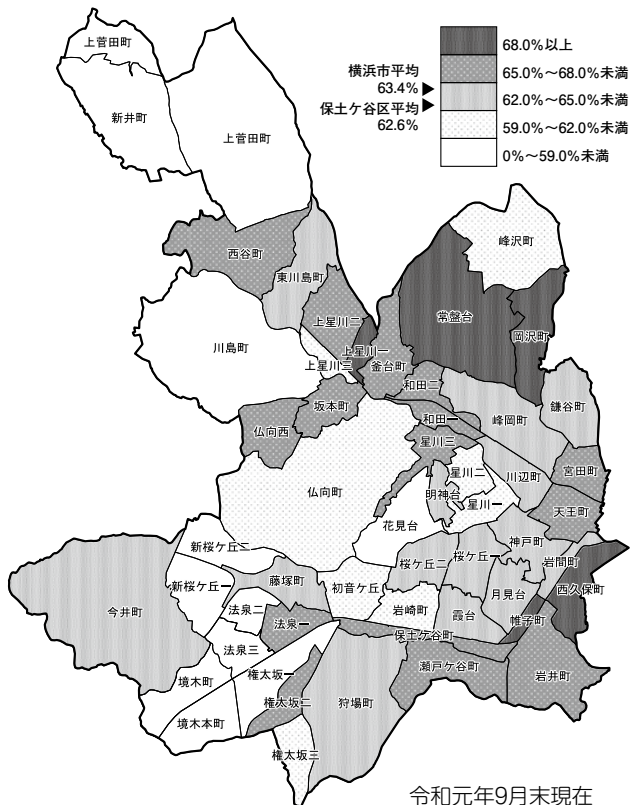 上菅田町
新井町
上菅田町
横浜市平均
63.4%
保土ケ谷区平均
62.6%
68.0%以上
65.0%〜68.0%未満
62.0%〜65.0%未満
59.0%〜62.0%未満
0%〜59.0%未満
峰沢町
西谷町
東川島町
常盤台
岡沢町
上星川二
川島町
上星川一
上星川三
釜台町
和田二
坂本町
鎌谷町
和田一
峰岡町
仏向西
星川三
宮田町
星川二
川辺町
仏向町
明神台
星川一
天王町
花見台
神戸町
新桜ケ丘二
桜ケ丘一
岩間町
桜ケ丘二
西久保町
新桜ケ丘一
藤塚町
初音ケ丘
月見台
今井町
法泉二
岩崎町
霞台
帷子町
法泉一
保土ケ谷町
法泉三
瀬戸ケ谷町
岩井町
権太坂一
境木町
権太坂二
狩場町
境木本町
権太坂三
令和元年9月末現在